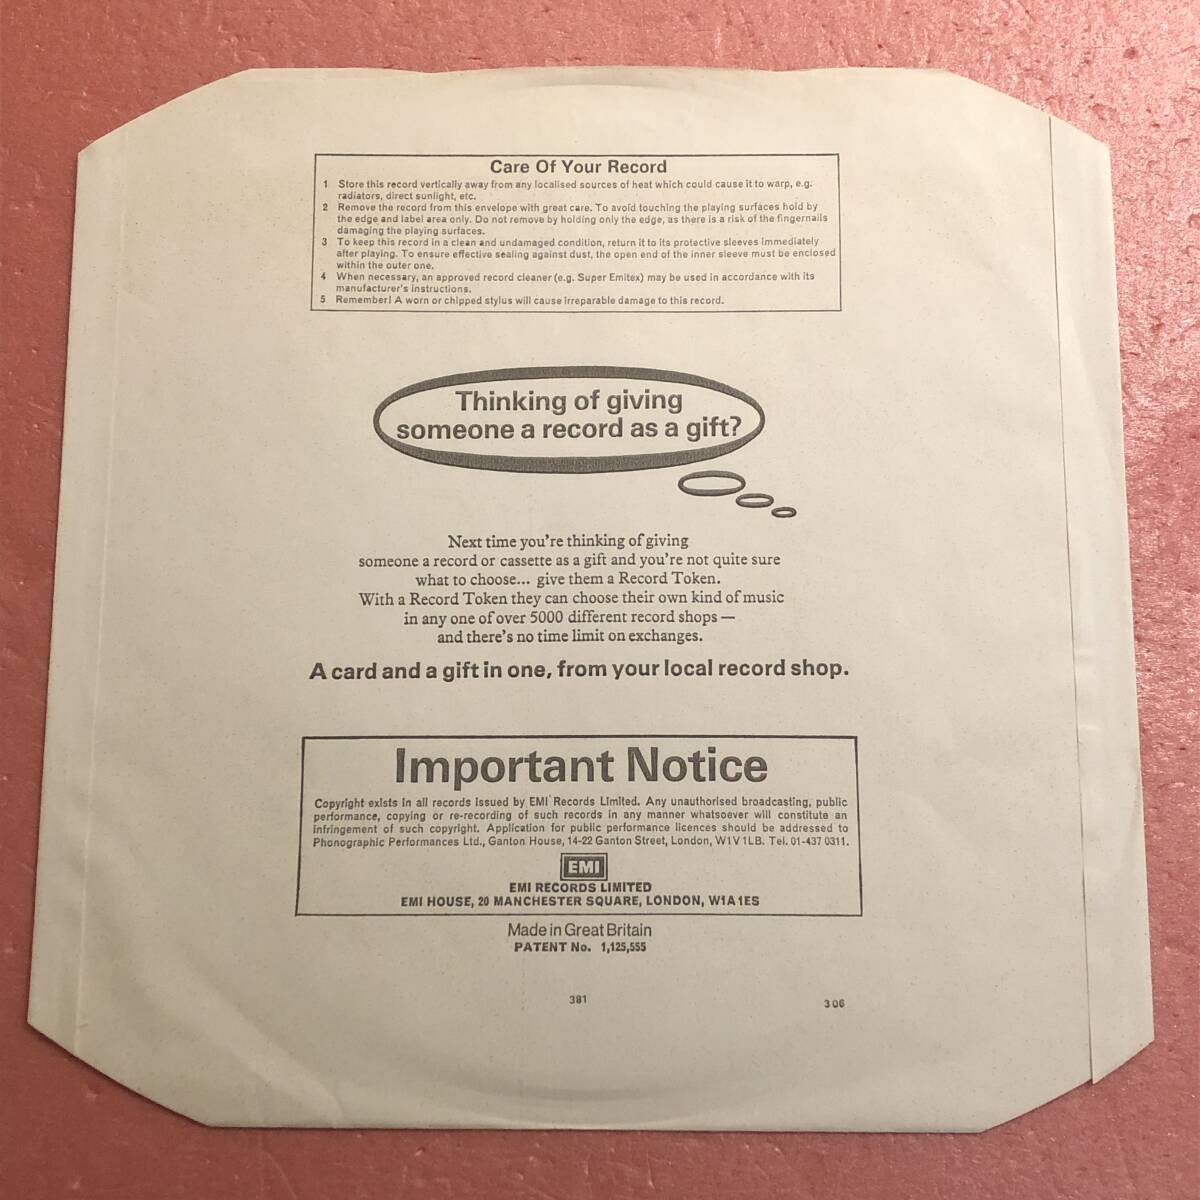 Care Of Your Record
1 Store this record vertically away from any localised sources of heat which could cause it to warp, e.g.
radiators, direct sunlight, etc.
2 Remove the record from this envelope with great care. To avoid touching the playing surfaces hold by
the edge and label area only. Do not remove by holding only the edge, as there is a risk of the fingernails
damaging the playing surfaces.
3 To keep this record in a clean and undamaged condition, return it to its protective sleeves immediately
after playing. To ensure effective sealing against dust, the open end of the inner sleeve must be enclosed
within the outer one.
4 When necessary, an approved record cleaner (e.g. Super Emitex) may be used in accordance with its
manufacturer's instructions.
5 Remember! A worn or chipped stylus will cause irreparable damage to this record.
Thinking of giving
someone a record as a gift?
Next time you're thinking of giving
someone a record or cassette as a gift and you're not quite sure
what to choose... give them a Record Token.
With a Record Token they can choose their own kind of music
in any one of over 5000 different record shops —
and there's no time limit on exchanges.
A card and a gift in one, from your local record shop.
Important Notice
Copyright exists in all records issued by EMI Records Limited. Any unauthorised broadcasting, public
performance, copying or re-recording of such records in any manner whatsoever will constitute an
infringement of such copyright. Application for public performance licences should be addressed to
Phonographic Performances Ltd., Ganton House, 14-22 Ganton Street, London, W1V 1LB. Tel. 01-437 0311.
EMI
EMI RECORDS LIMITED
EMI HOUSE, 20 MANCHESTER SQUARE, LONDON, W1A 1ES
Made in Great Britain
PATENT No. 1,125,555
381
306